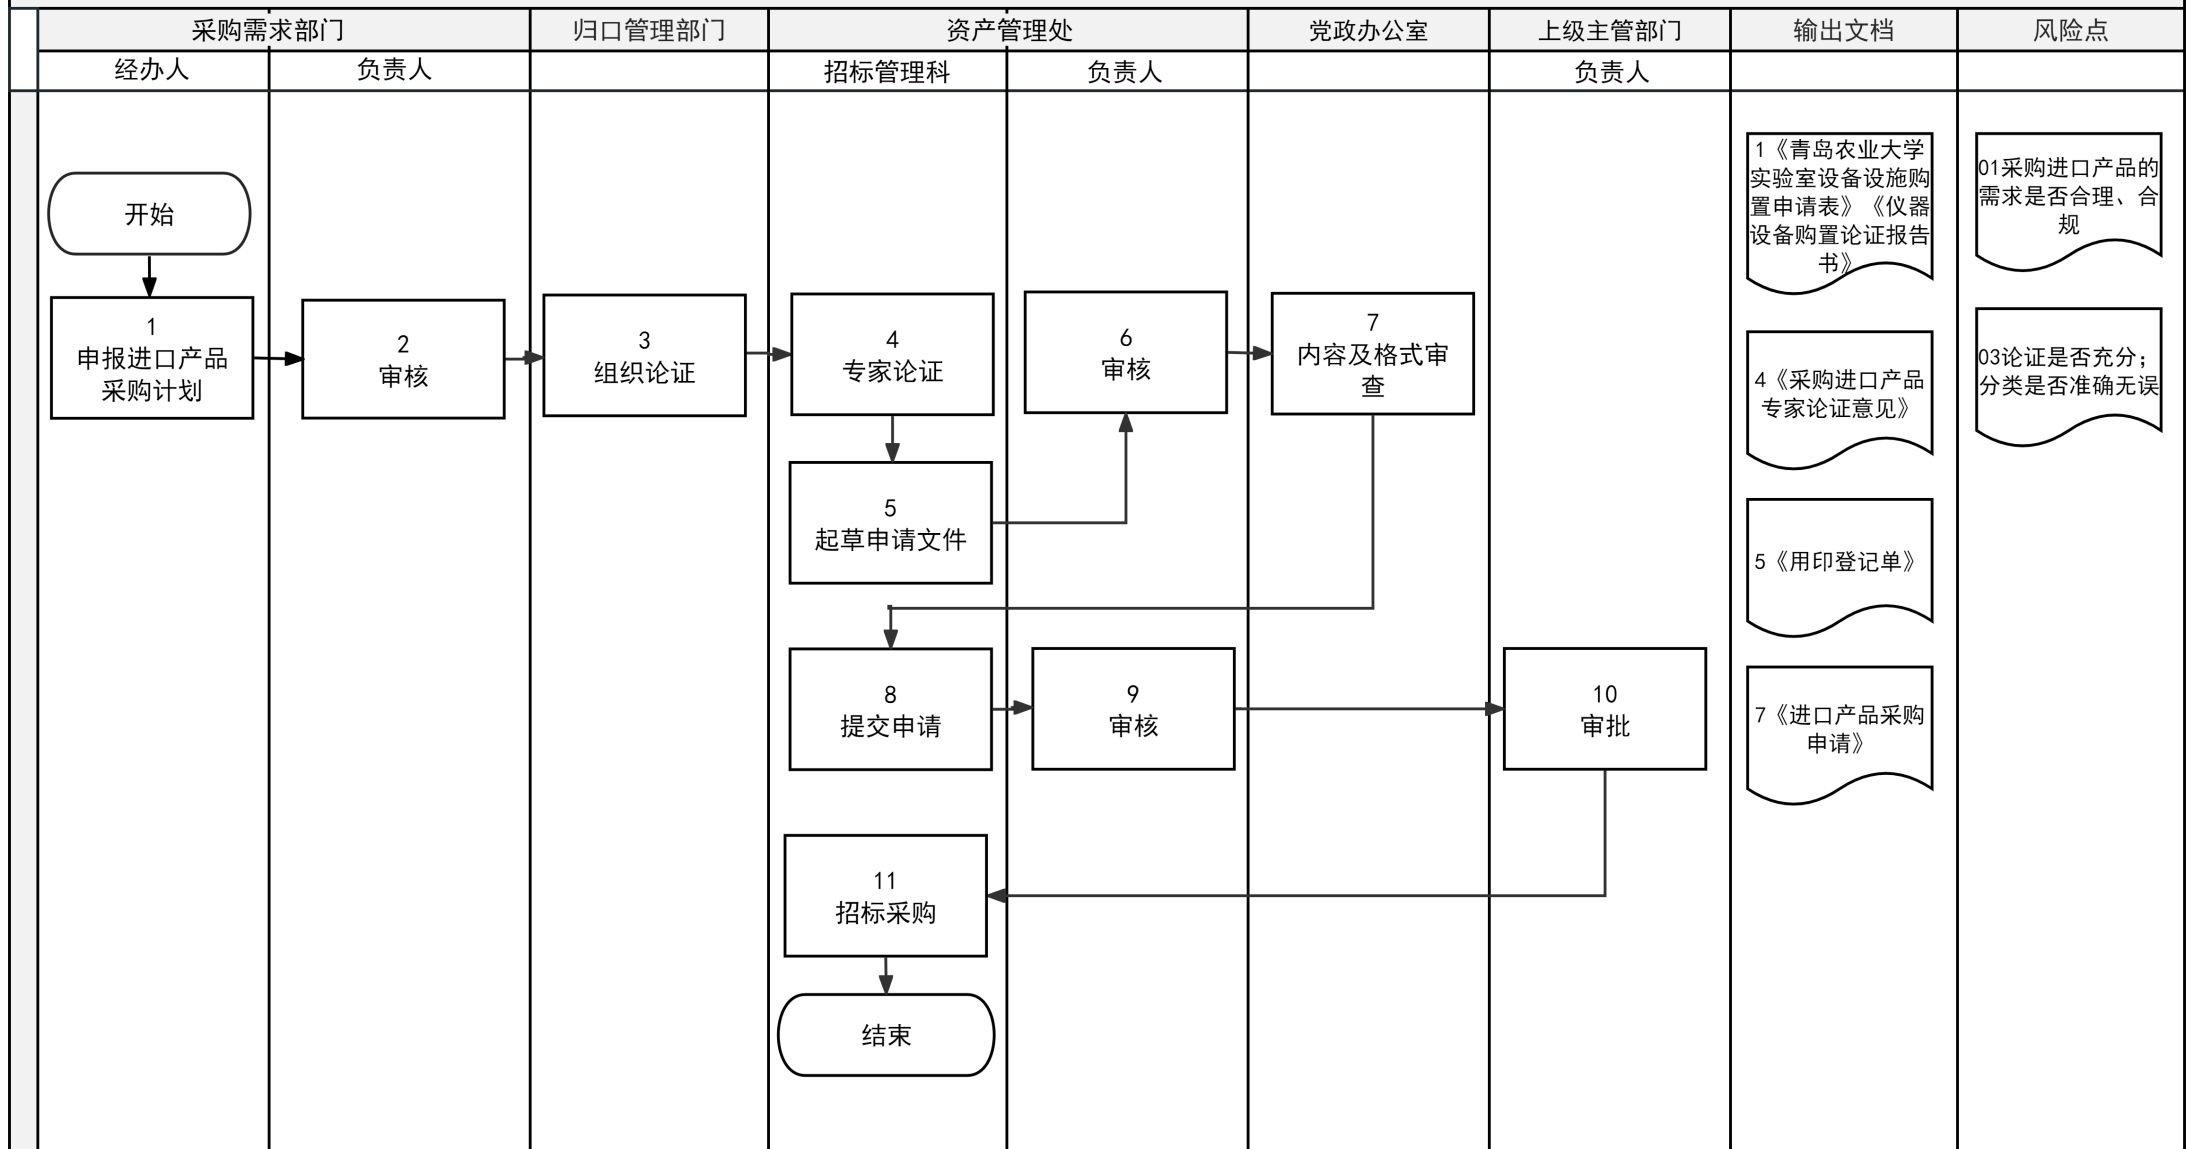 采购需求部门
归口管理部门
资产管理处
党政办公室
上级主管部门
输出文档
风险点
经办人
负责人
招标管理科
负责人
负责人
开始
1
申报进口产品
采购计划
2
审核
3
组织论证
4
专家论证
6
审核
7
内容及格式审
查
5
起草申请文件
8
提交申请
9
审核
10
审批
11
招标采购
结束
1《青岛农业大学
实验室设备设施购
置申请表》《仪器
设备购置论证报告
书》
4《采购进口产品
专家论证意见》
5《用印登记单》
7《进口产品采购
申请》
01采购进口产品的
需求是否合理、合
规
03论证是否充分；
分类是否准确无误